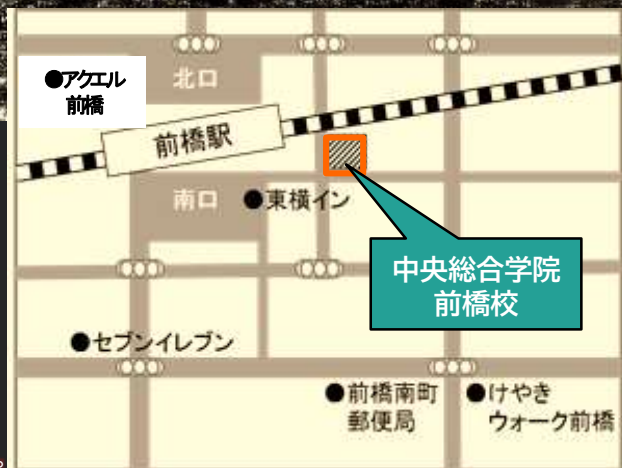 ●アクエル
前橋
北口
前橋駅
南口
●東横イン
中央総合学院
前橋校
●セブンイレブン
●前橋南町
郵便局
●けやき
ウォーク前橋